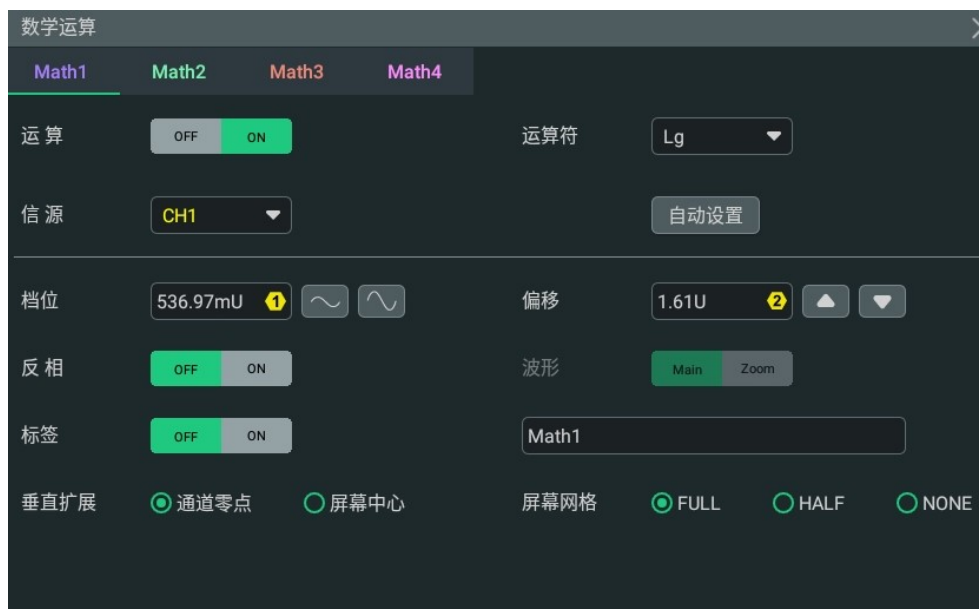 数学运算
Math1 Math2 Math3 Math4
运算 OFF ON 运算符 Lg
信源 CH1 自动设置
档位 536.97mU 1 偏移 1.61U 2
反相 OFF ON 波形 Main Zoom
标签 OFF ON Math1
垂直扩展 通道零点 屏幕中心 屏幕网格 FULL HALF NONE